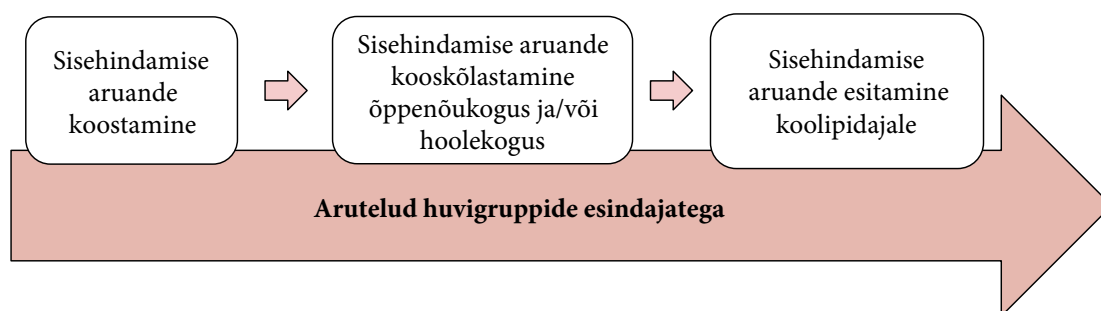 Sisehindamise
aruande
koostamine
Sisehindamise aruande
kooskõlastamine
õppenõukogus ja/või
hoolekogus
Sisehindamise
aruande esitamine
koolipidajale
Arutelud huvigruppide esindajatega